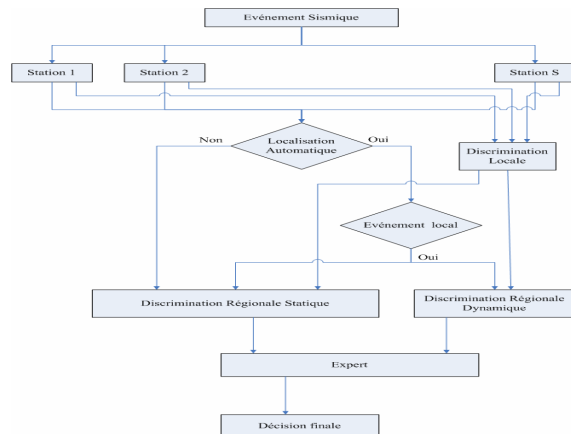 Evénement Sismique
Station 1
Station 2
Station S
Non
Localisation
Automatique
Oui
Discrimination
Locale
Evénement local
Oui
Discrimination Régionale Statique
Discrimination Régionale
Dynamique
Expert
Décision finale